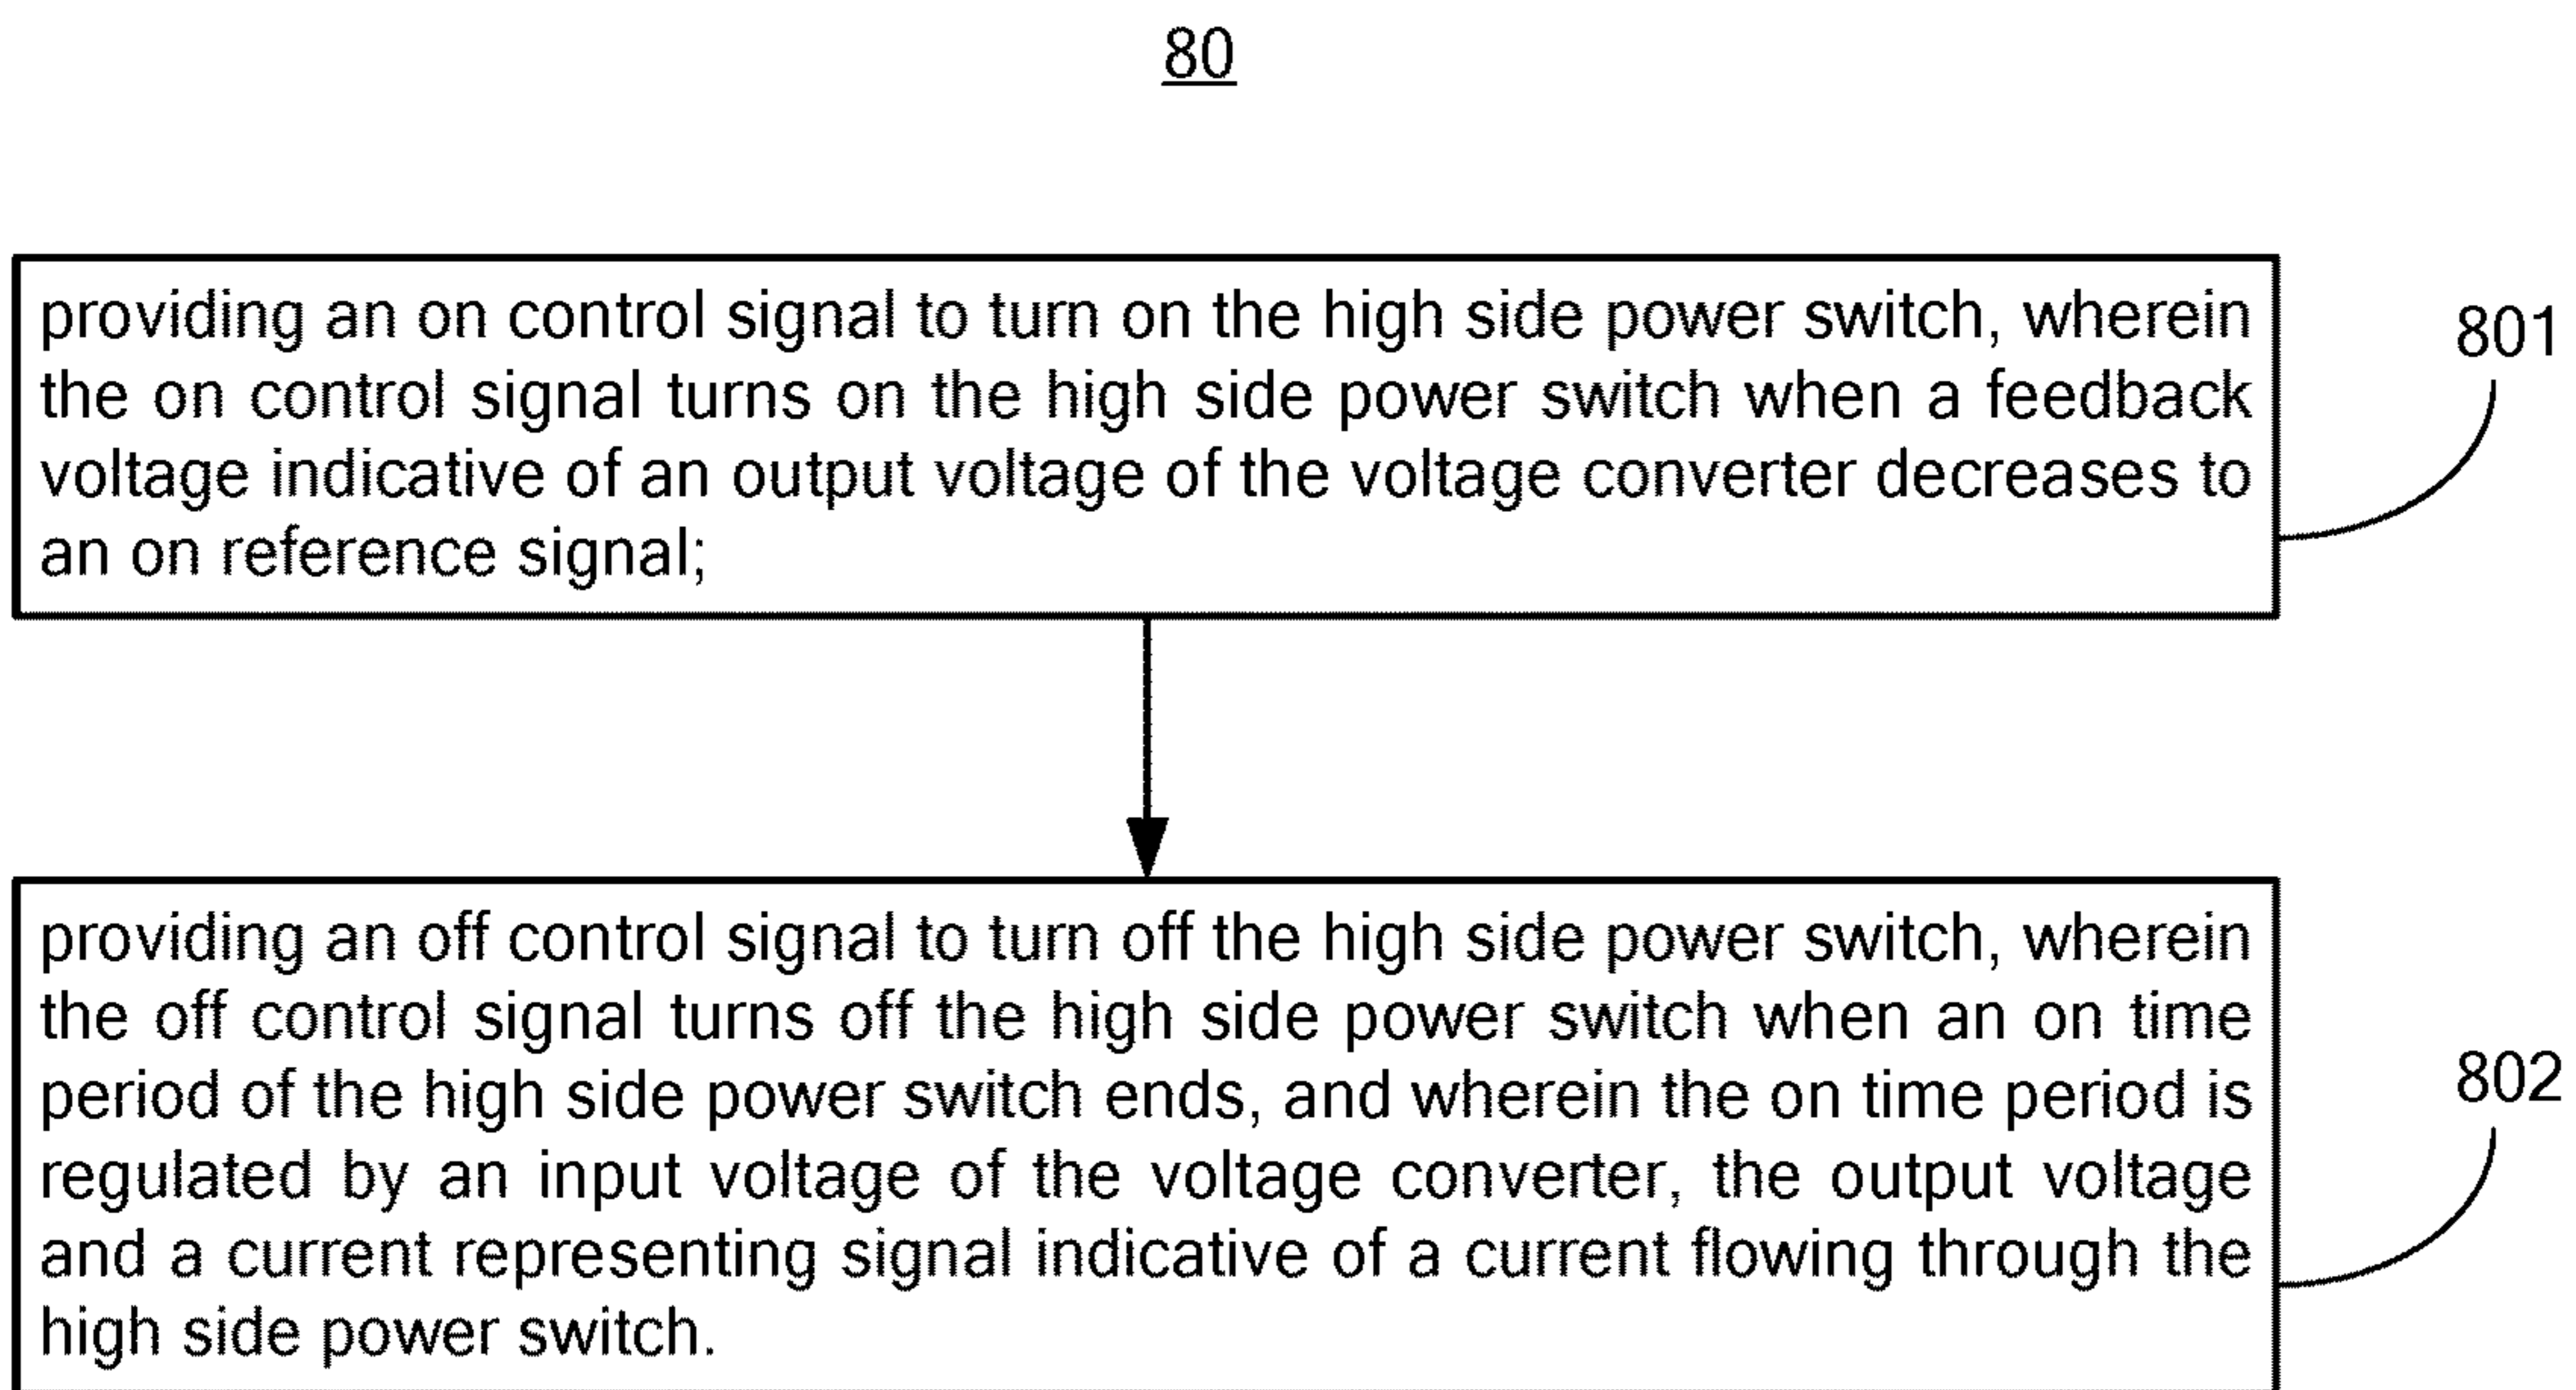 80
providing an on control signal to turn on the high side power switch, wherein
the on control signal turns on the high side power switch when a feedback
voltage indicative of an output voltage of the voltage converter decreases to
an on reference signal;
801
providing an off control signal to turn off the high side power switch, wherein
the off control signal turns off the high side power switch when an on time
period of the high side power switch ends, and wherein the on time period is
regulated by an input voltage of the voltage converter, the output voltage
and a current representing signal indicative of a current flowing through the
high side power switch.
802